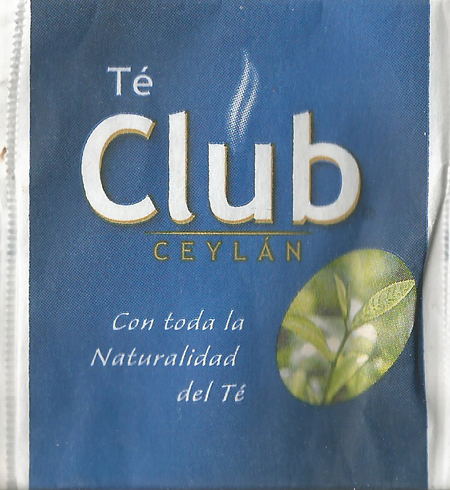 Té
Club
CEYLÁN
Con toda la
Naturalidad
del Té